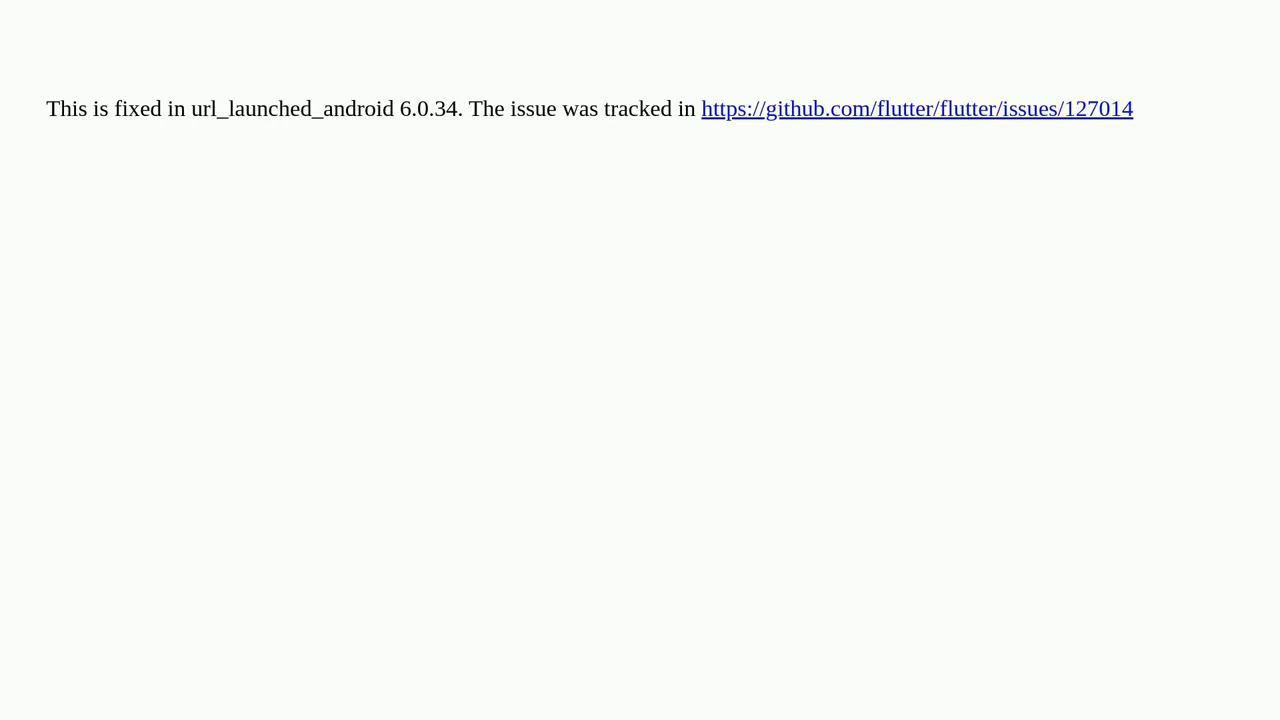 This is fixed in url_launched_android 6.0.34. The issue was tracked in https://github.com/flutter/flutter/issues/127014